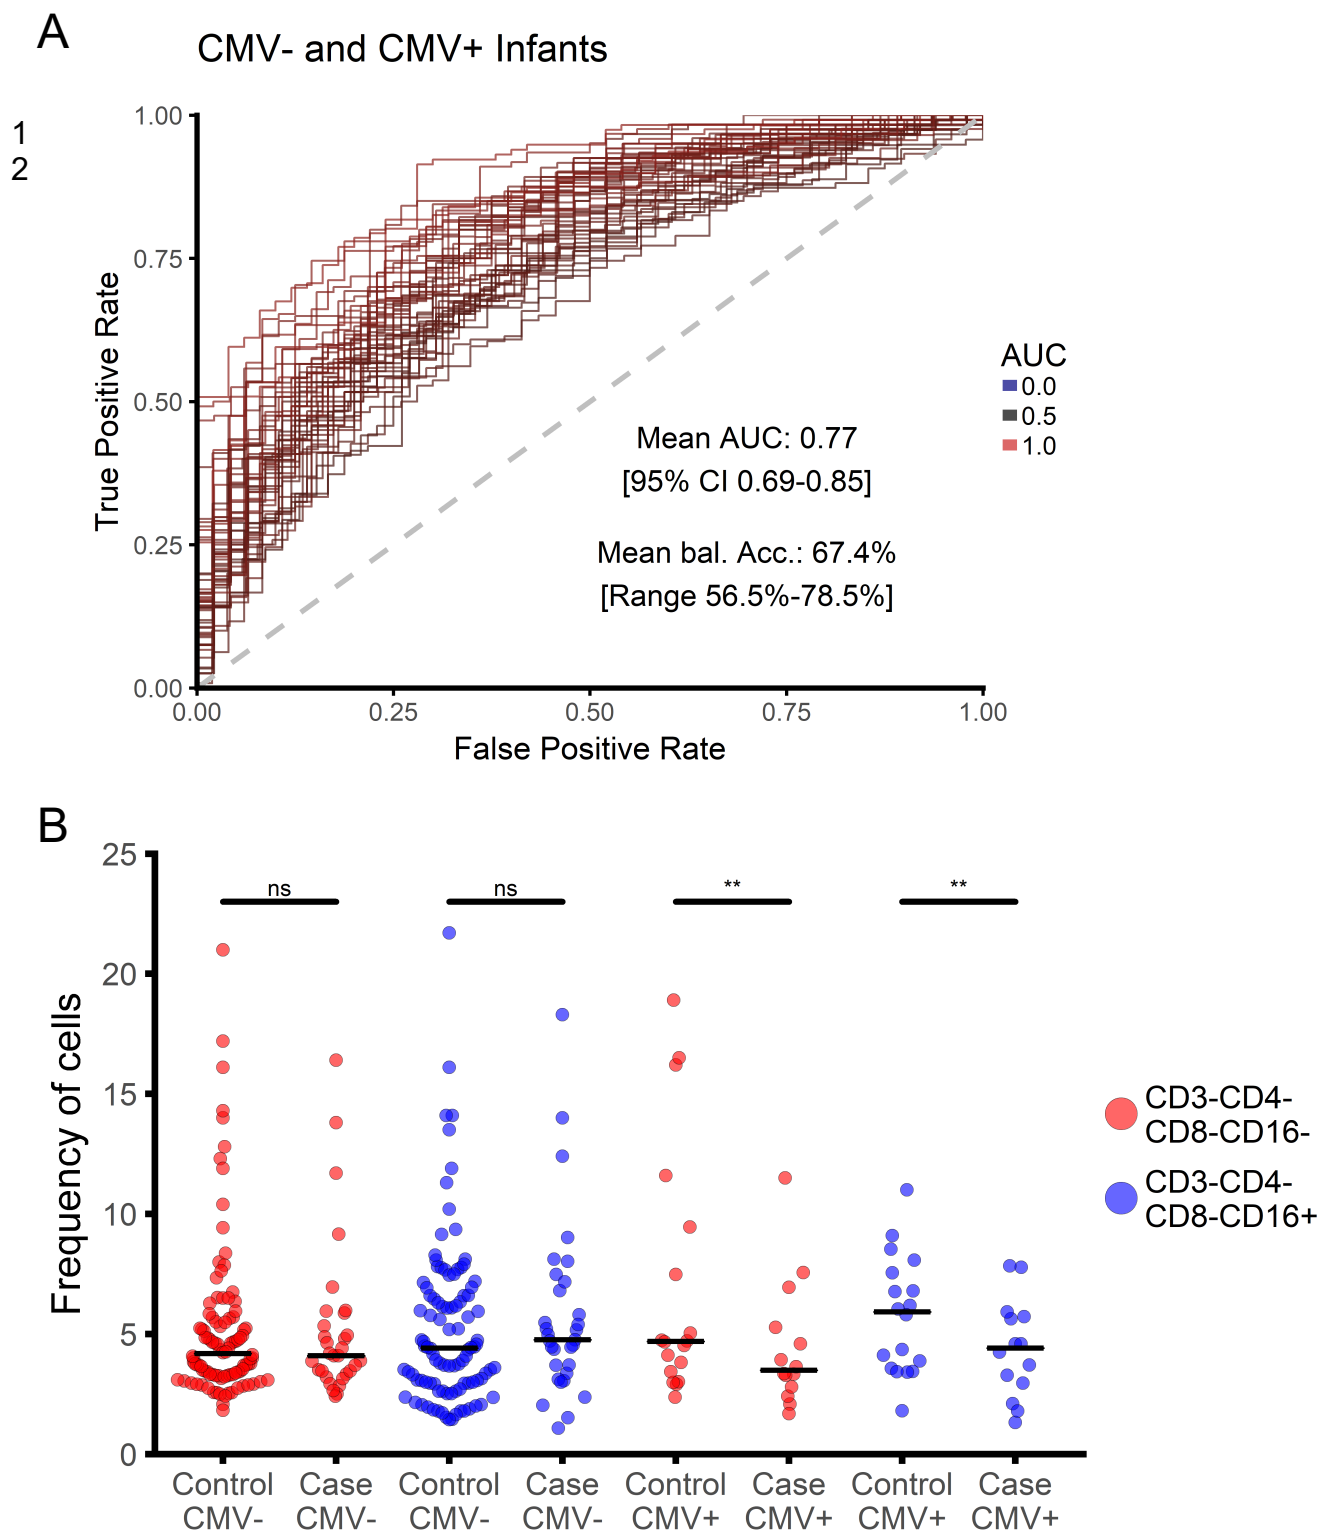 A
CMV- and CMV+ Infants
1
2
1.00
0.75
0.50
0.25
0.00
True Positive Rate
0.00 0.25 0.50 0.75 1.00
False Positive Rate
Mean AUC: 0.77
[95% CI 0.69-0.85]
Mean bal. Acc.: 67.4%
[Range 56.5%-78.5%]
AUC
0.0
0.5
1.0
B
25
20
15
10
5
0
Frequency of cells
ns ns ** **
Control Case Control Case Control Case Control Case
CMV- CMV- CMV- CMV- CMV+ CMV+ CMV+ CMV+
CD3-CD4-
CD8-CD16-
CD3-CD4-
CD8-CD16+